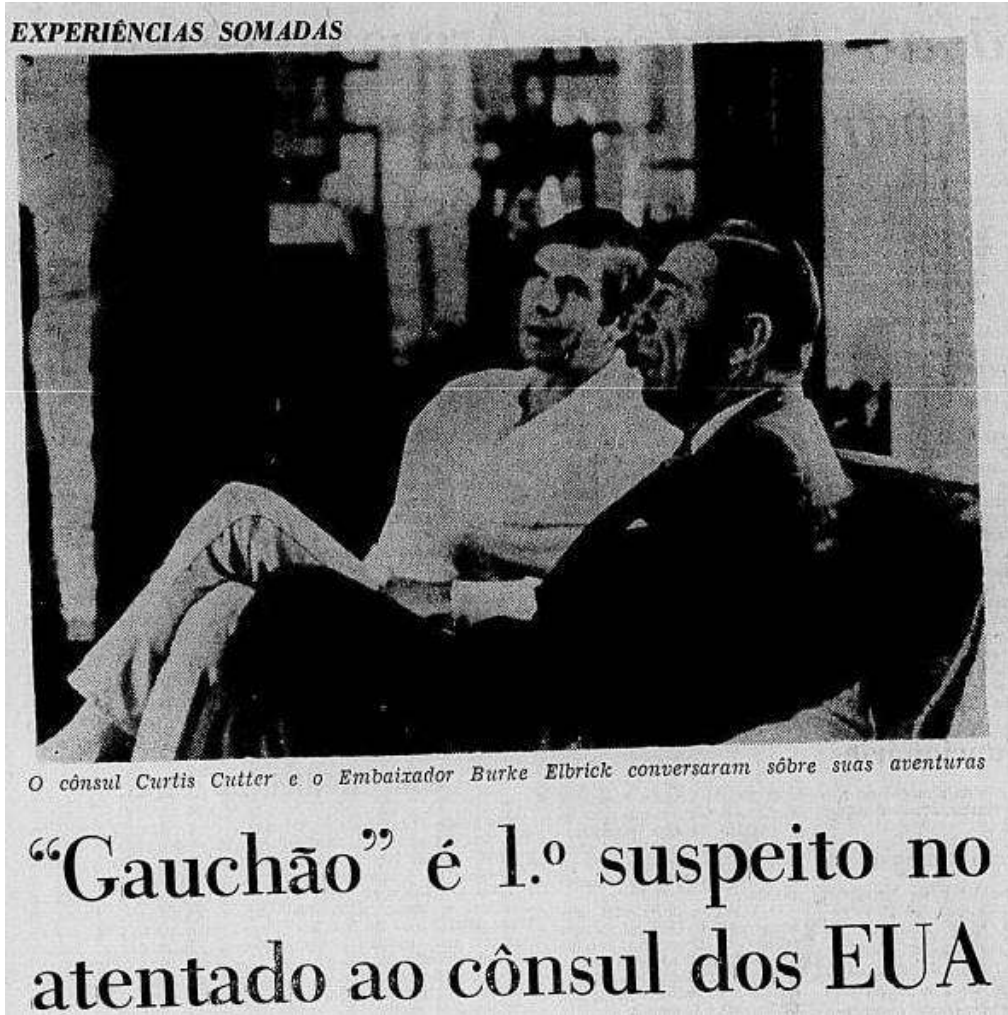 EXPERIÊNCIAS SOMADAS
O cônsul Curtis Cutter e o Embaixador Burke Elbrick conversaram sôbre suas aventuras
“Gauchão” é 1.º suspeito no
atentado ao cônsul dos EUA